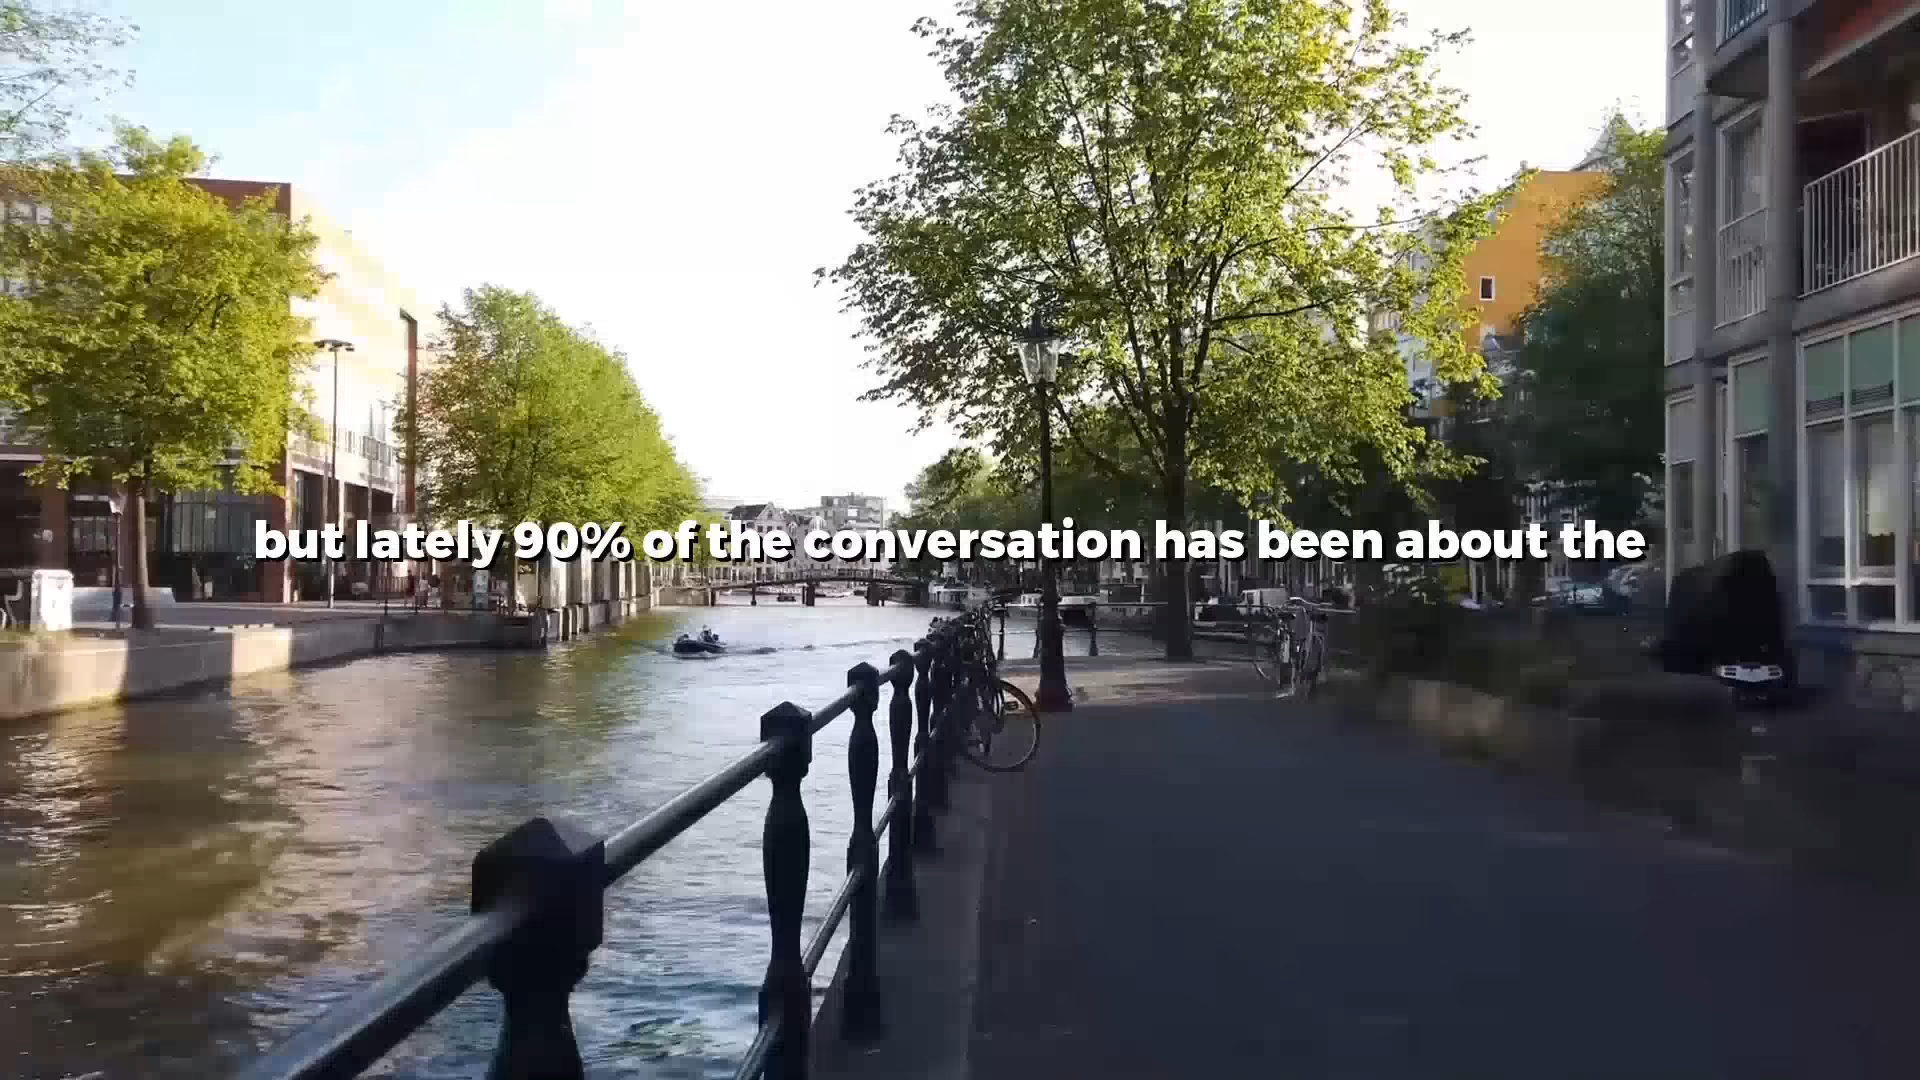 but lately 90% of the conversation has been about the